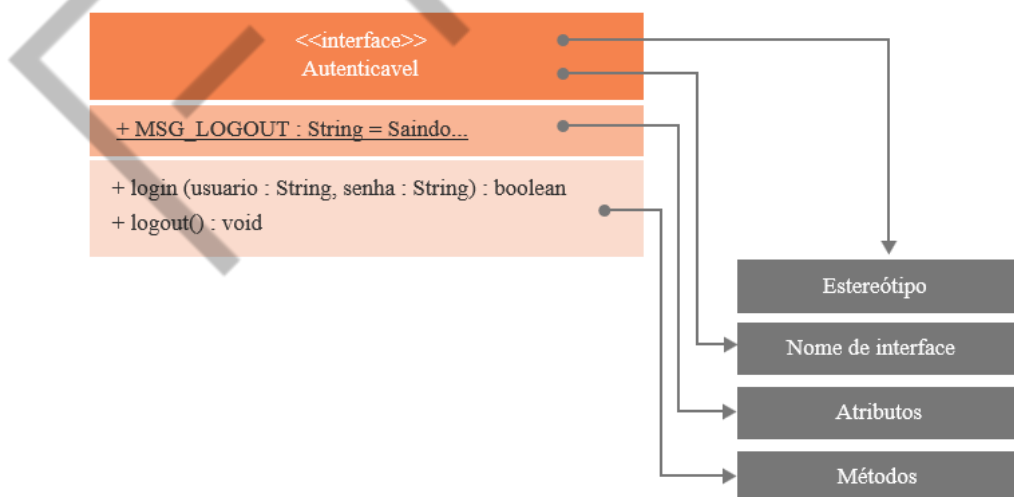 <<interface>>
Autenticavel
+ MSG_LOGOUT : String = Saindo...
+ login (usuario : String, senha : String) : boolean
+ logout() : void
Estereótipo
Nome de interface
Atributos
Métodos